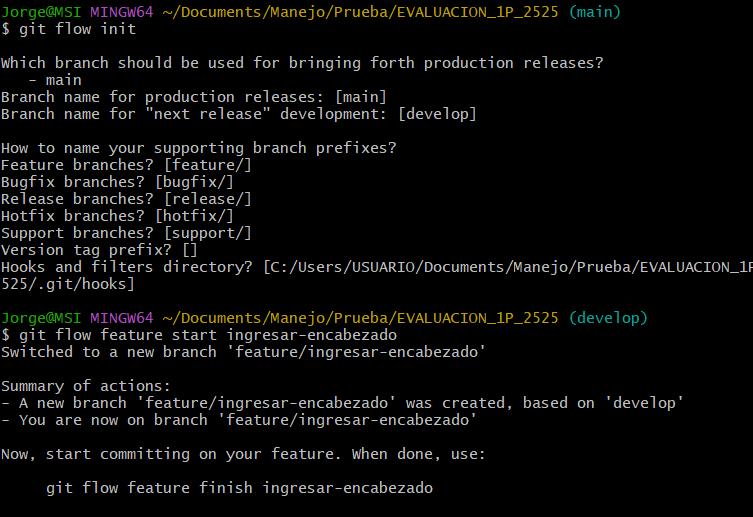 Jorge@MSI MINGW64 ~/Documents/Manejo/Prueba/EVALUACION_1P_2525 (main)
$ git flow init
Which branch should be used for bringing forth production releases?
   - main
Branch name for production releases: [main]
Branch name for "next release" development: [develop]
How to name your supporting branch prefixes?
Feature branches? [feature/]
Bugfix branches? [bugfix/]
Release branches? [release/]
Hotfix branches? [hotfix/]
Support branches? [support/]
Version tag prefix? []
Hooks and filters directory? [C:/Users/USUARIO/Documents/Manejo/Prueba/EVALUACION_1P
525/.git/hooks]
Jorge@MSI MINGW64 ~/Documents/Manejo/Prueba/EVALUACION_1P_2525 (develop)
$ git flow feature start ingresar-encabezado
Switched to a new branch 'feature/ingresar-encabezado'
Summary of actions:
- A new branch 'feature/ingresar-encabezado' was created, based on 'develop'
- You are now on branch 'feature/ingresar-encabezado'
Now, start committing on your feature. When done, use:
     git flow feature finish ingresar-encabezado